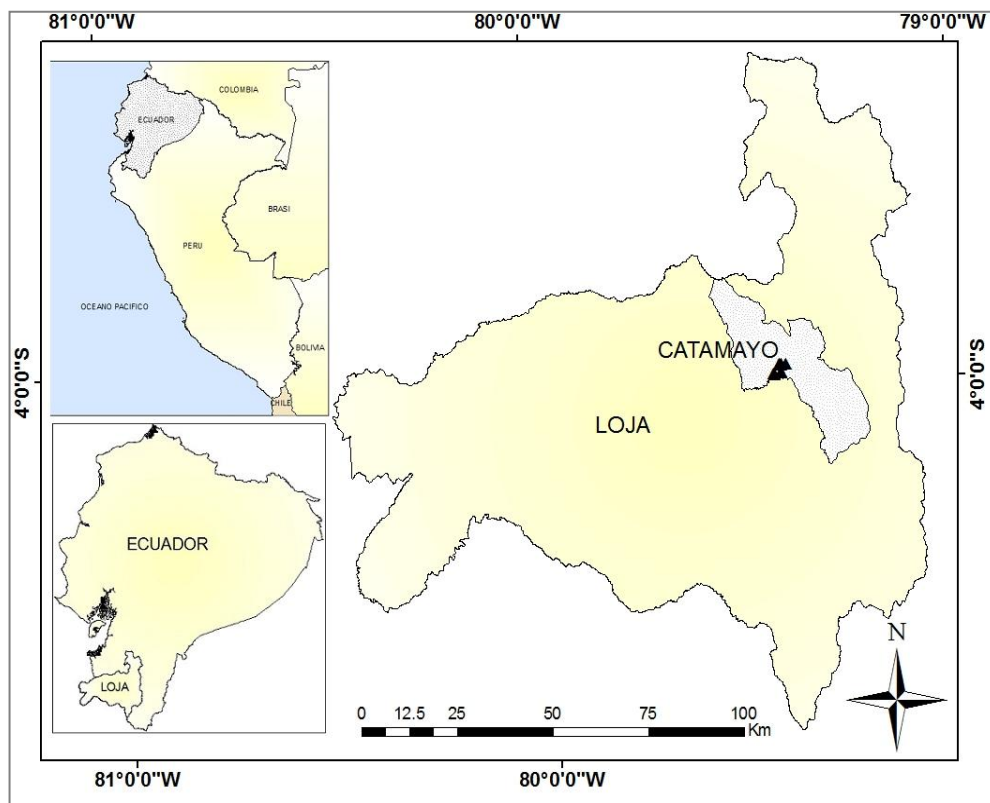 81°0'0"W
80°0'0"W
79°0'0"W
COLOMBIA
ECUADOR
BRASI
PERU
OCEANO PACIFICO
BOLIVIA
CHILE
4°0'0"S
4°0'0"S
CATAMAYO
LOJA
ECUADOR
LOJA
N
0 12.5 25 50 75 100
Km
81°0'0"W
80°0'0"W